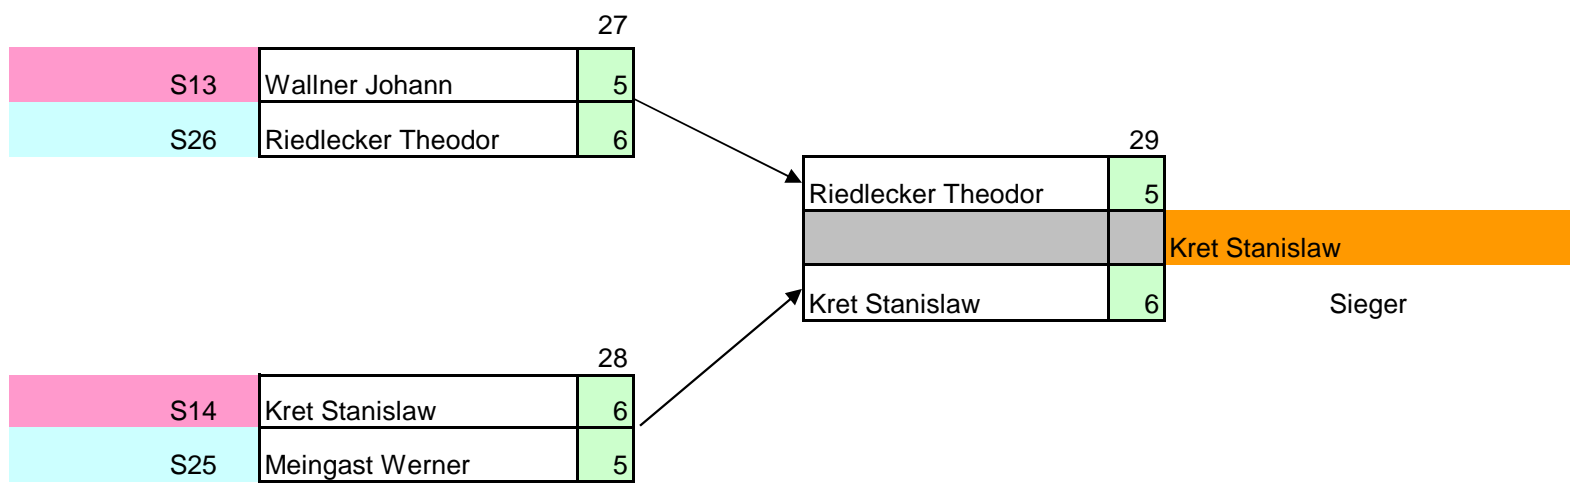 27
S13 Wallner Johann 5
S26 Riedlecker Theodor 6
29
Riedlecker Theodor 5
Kret Stanislaw
Kret Stanislaw 6 Sieger
28
S14 Kret Stanislaw 6
S25 Meingast Werner 5